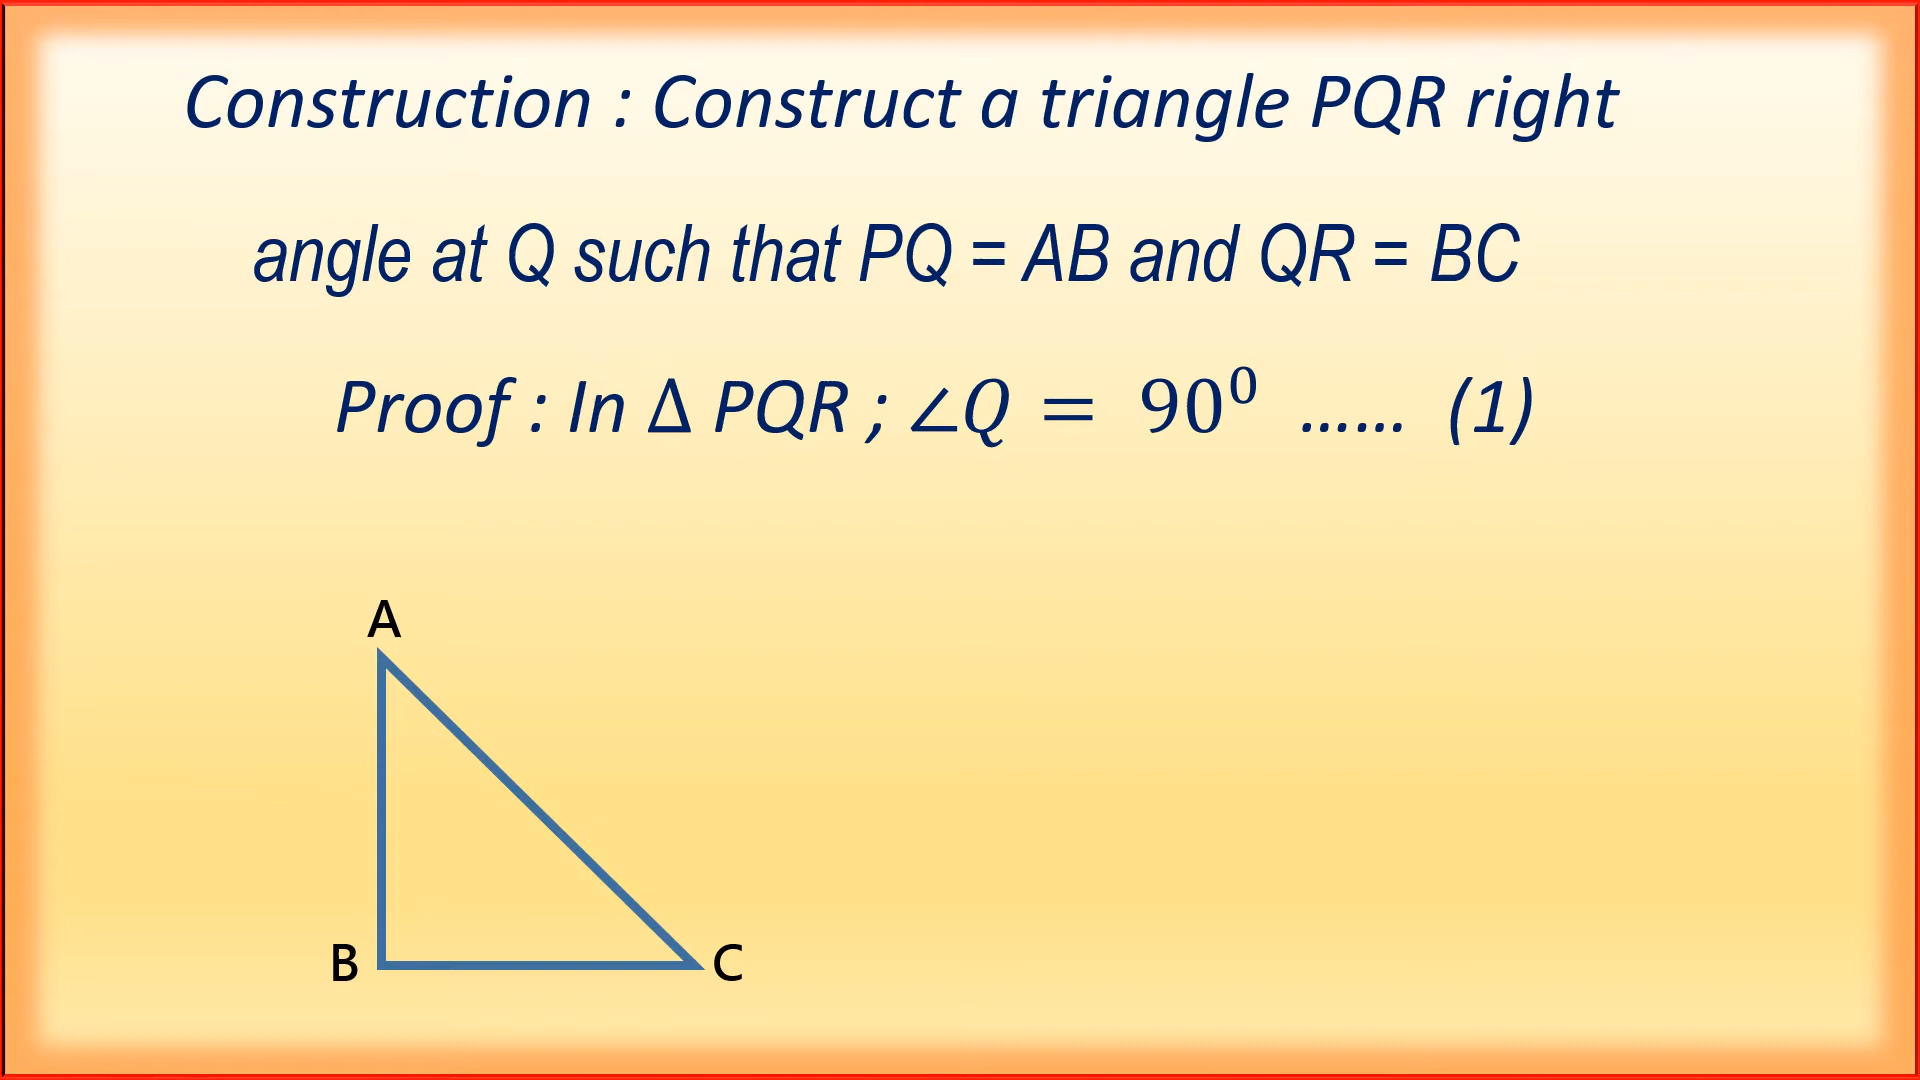 Construction : Construct a triangle PQR right
angle at Q such that PQ = AB and QR = BC
Proof : In Δ PQR ; ∠Q = 90⁰ …… (1)
A
B
C